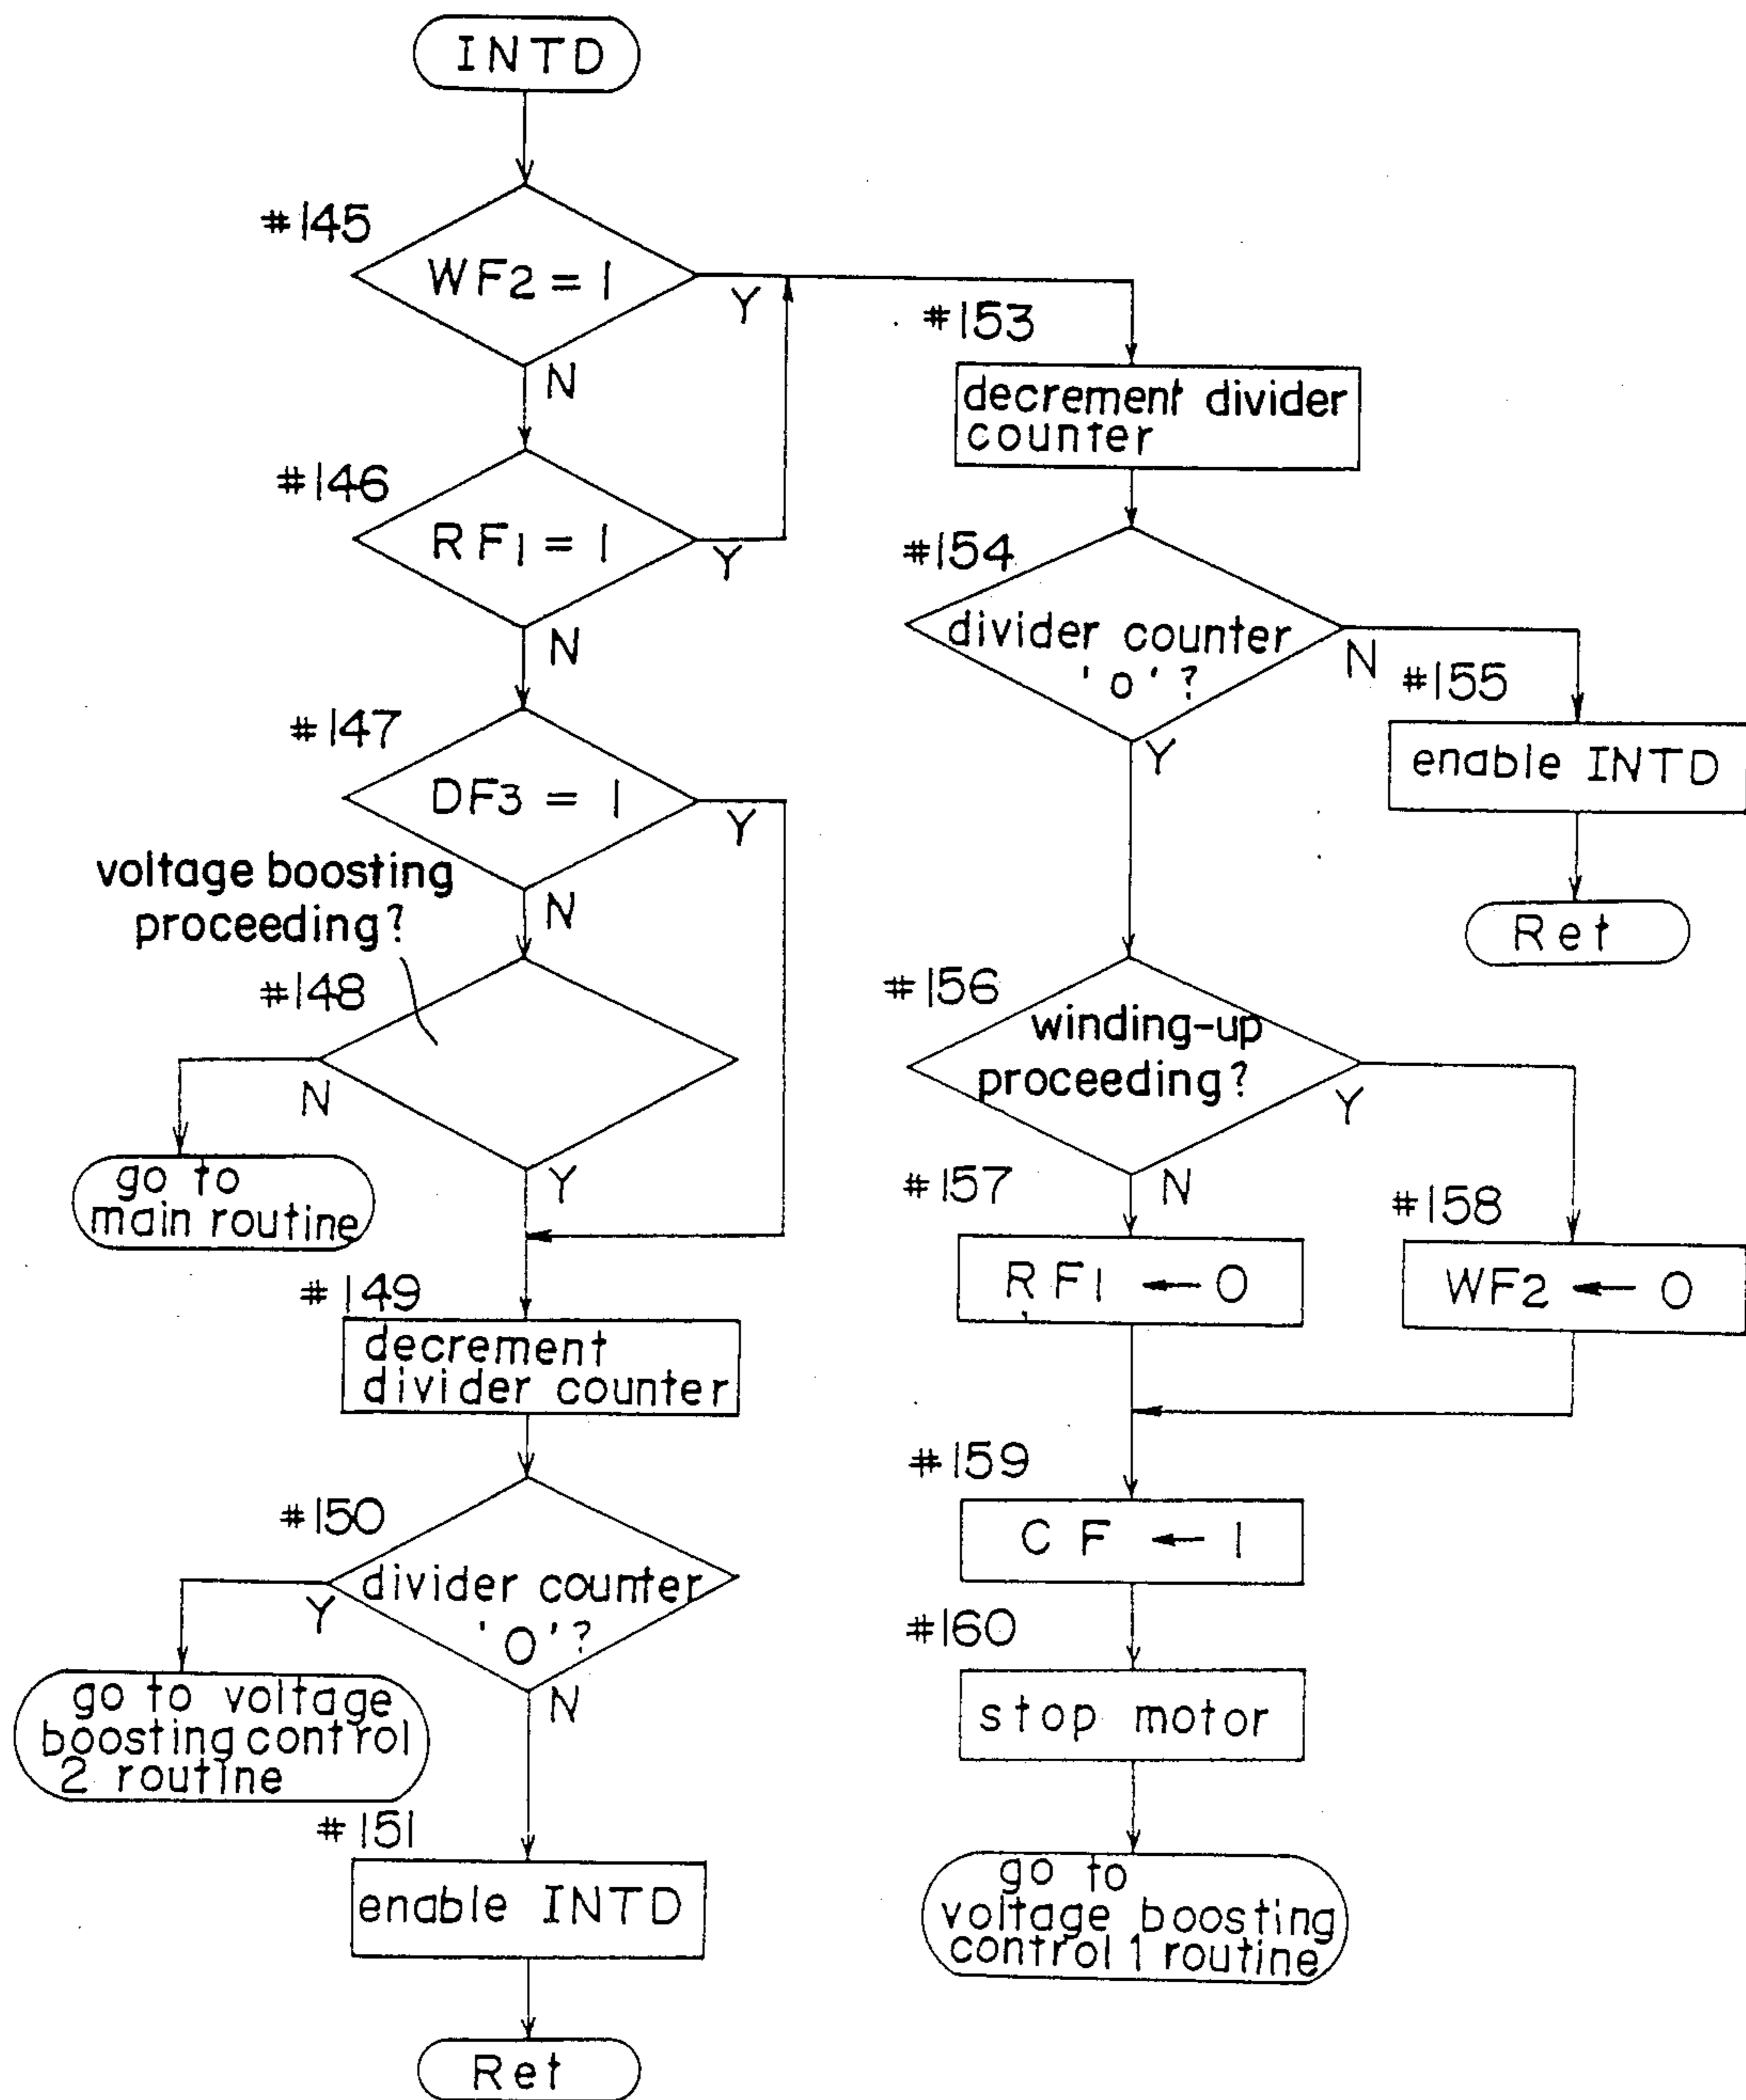 INTD
#145
WF2 = 1
Y
N
#146
RF1 = 1
Y
N
#147
DF3 = 1
Y
N
voltage boosting
proceeding?
#148
N
go to
main routine
Y
#149
decrement
divider counter
#150
divider counter
'0'?
Y
go to voltage
boosting control
2 routine
N
#151
enable INTD
Ret
#153
decrement divider
counter
#154
divider counter
'0'?
N
#155
enable INTD
Ret
Y
#156
winding-up
proceeding?
Y
N
#157
RF1 ← 0
#158
WF2 ← 0
#159
CF ← 1
#160
stop motor
go to
voltage boosting
control 1 routine